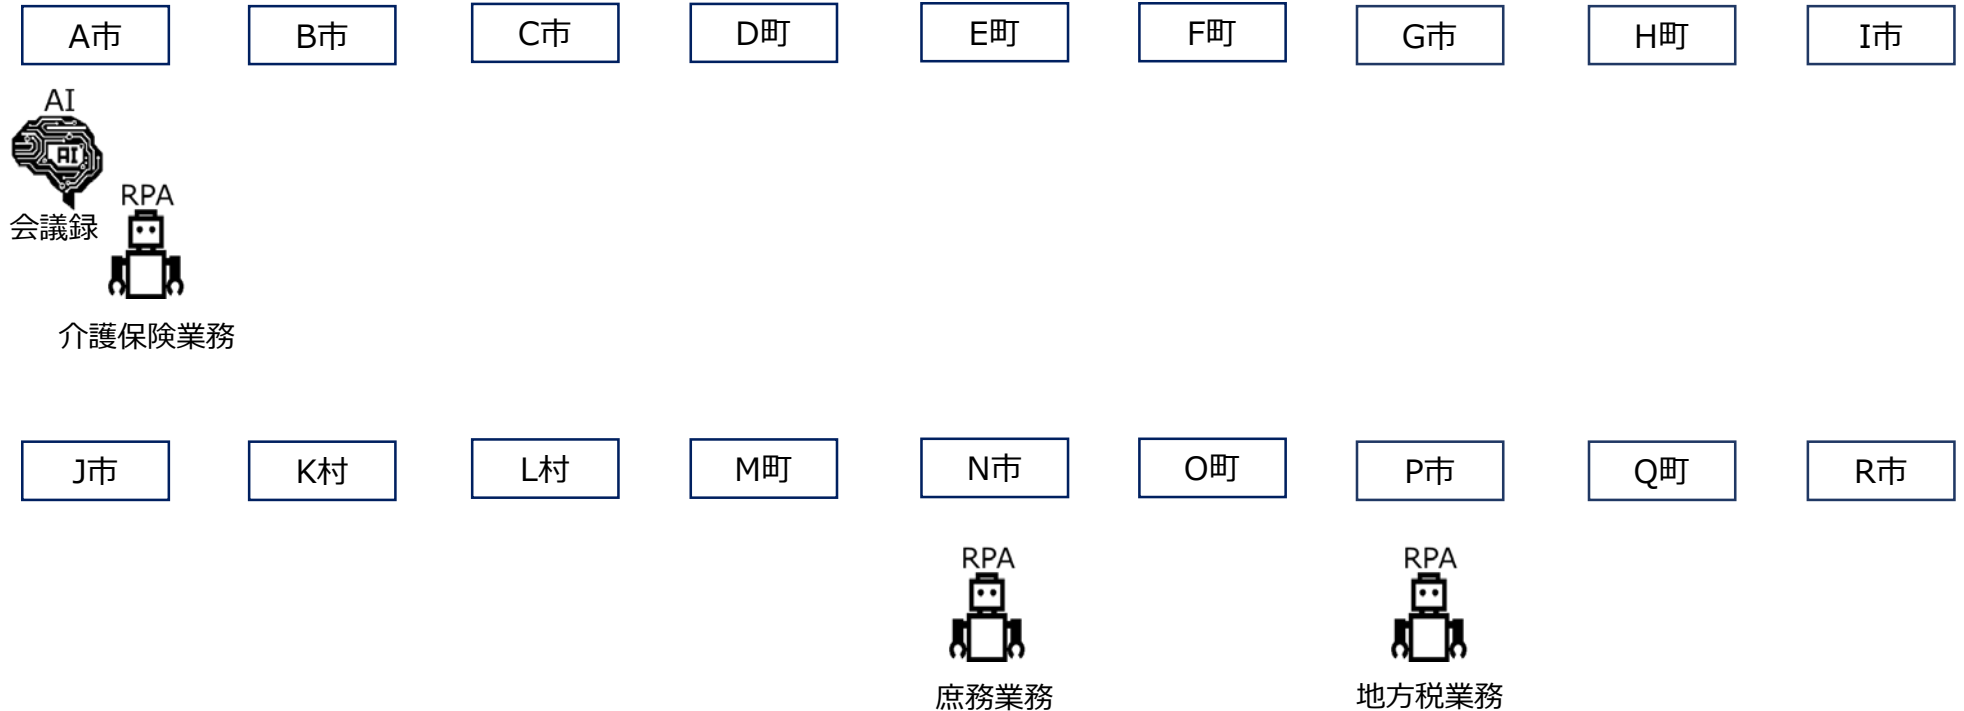 A市
B市
C市
D町
E町
F町
G市
H町
I市
AI
AI
RPA
会議録
介護保険業務
J市
K村
L村
M町
N市
O町
P市
Q町
R市
RPA
RPA
庶務業務
地方税業務